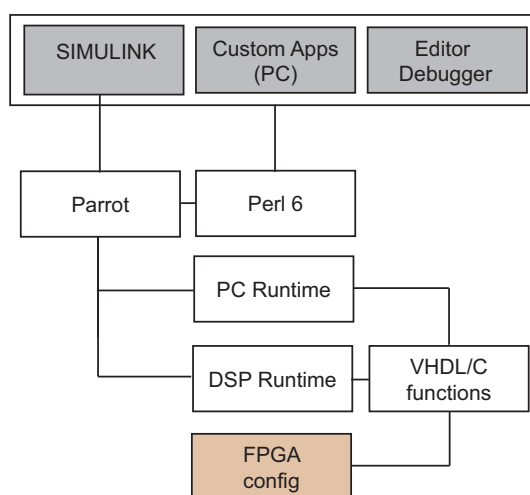 SIMULINK
Custom Apps
(PC)
Editor
Debugger
Parrot
Perl 6
PC Runtime
DSP Runtime
VHDL/C
functions
FPGA
config